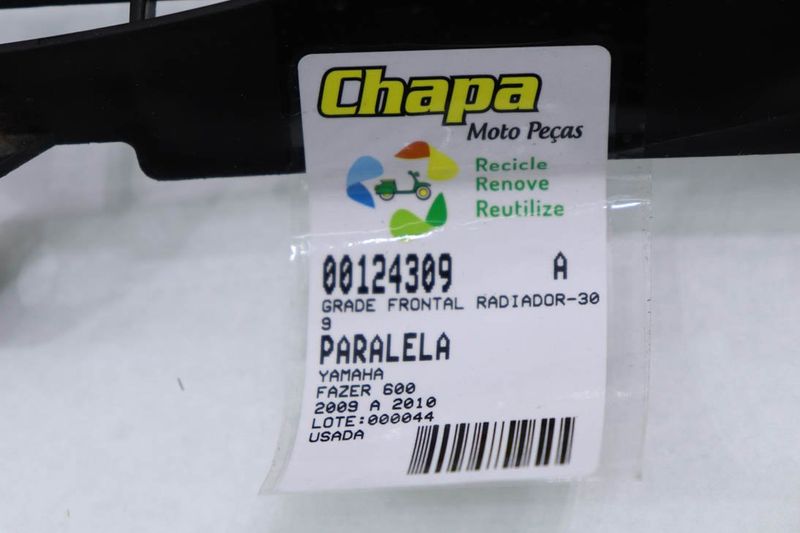 Chapa
Moto Peças
Recicle
Renove
Reutilize
00124309 A
GRADE FRONTAL RADIADOR-30
9
PARALELA
YAMAHA
FAZER 600
2009 A 2010
LOTE:000044
USADA